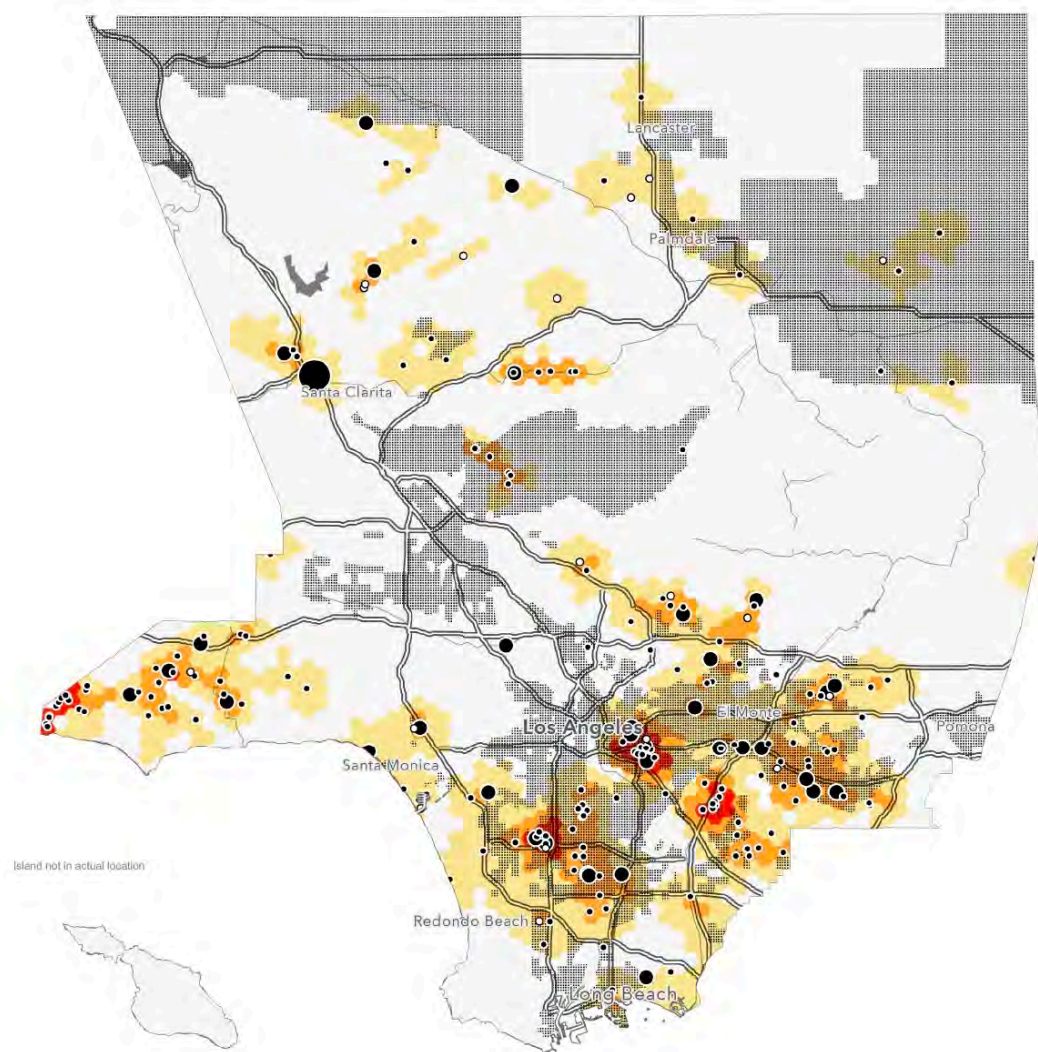 Lancaster
Palmdale
Santa Clarita
Los Angeles
El Monte
Pomona
Santa Monica
Island not in actual location
Redondo Beach
Long Beach